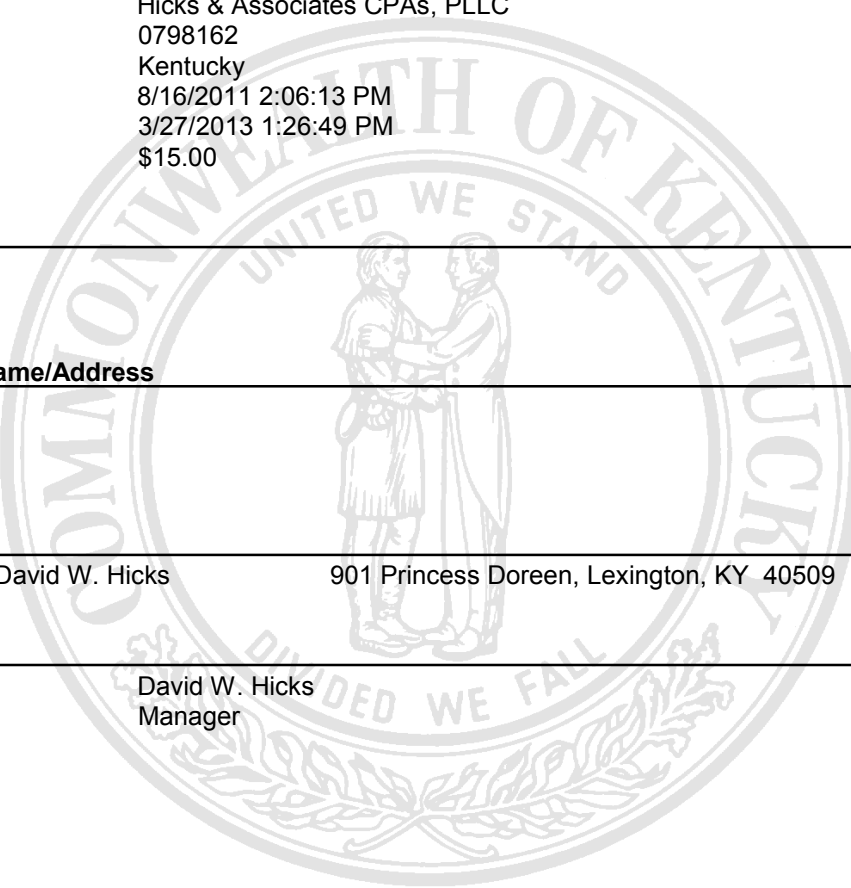 Hicks & Associates CPAs, PLLC
0798162
Kentucky
8/16/2011 2:06:13 PM
3/27/2013 1:26:49 PM
$15.00
COMMONWEALTH OF KENTUCKY
UNITED WE STAND
ame/Address
David W. Hicks 901 Princess Doreen, Lexington, KY 40509
DIVIDED WE FALL
David W. Hicks
Manager